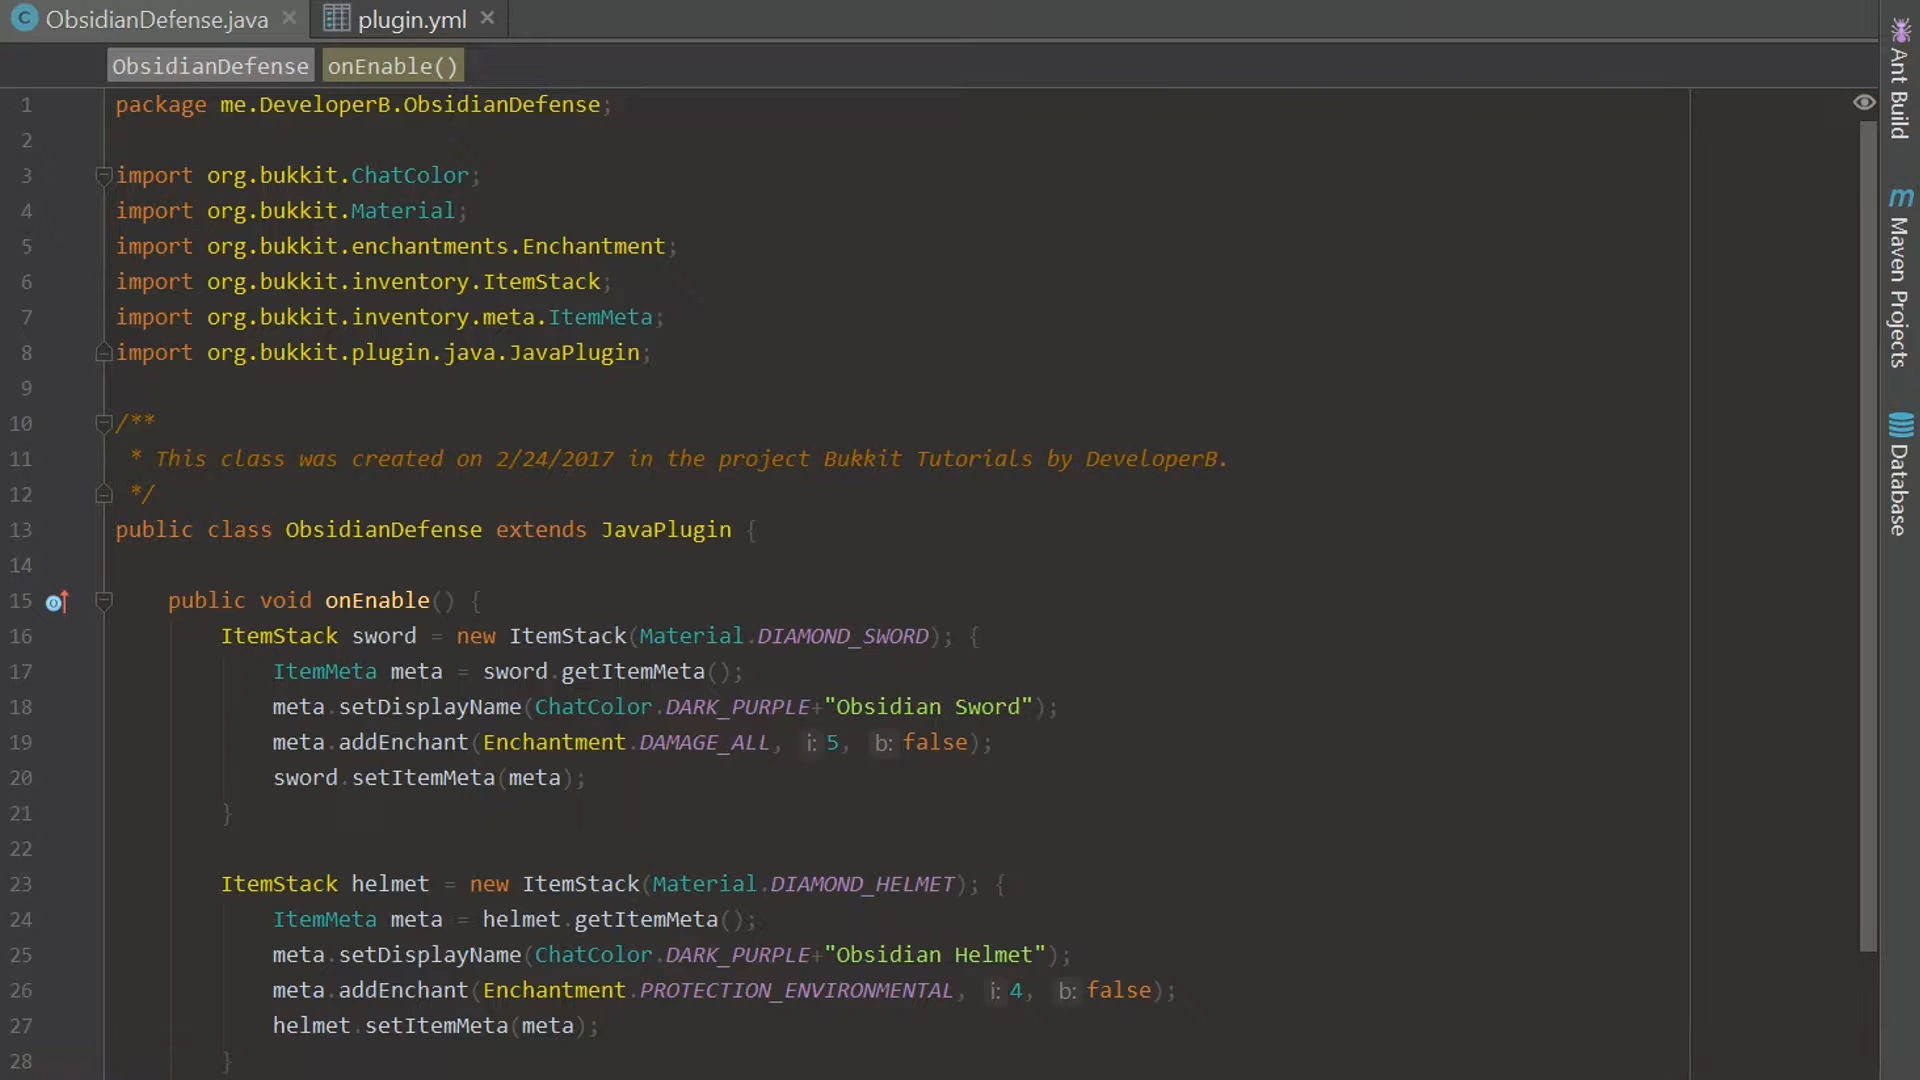 ObsidianDefense.java × plugin.yml ×
ObsidianDefense onEnable()
1 package me.DeveloperB.ObsidianDefense;
2
3 import org.bukkit.ChatColor;
4 import org.bukkit.Material;
5 import org.bukkit.enchantments.Enchantment;
6 import org.bukkit.inventory.ItemStack;
7 import org.bukkit.inventory.meta.ItemMeta;
8 import org.bukkit.plugin.java.JavaPlugin;
9
10 /**
11 * This class was created on 2/24/2017 in the project Bukkit Tutorials by DeveloperB.
12 */
13 public class ObsidianDefense extends JavaPlugin {
14
15 public void onEnable() {
16 ItemStack sword = new ItemStack(Material.DIAMOND_SWORD); {
17 ItemMeta meta = sword.getItemMeta();
18 meta.setDisplayName(ChatColor.DARK_PURPLE+"Obsidian Sword");
19 meta.addEnchant(Enchantment.DAMAGE_ALL, i: 5, b: false);
20 sword.setItemMeta(meta);
21 }
22
23 ItemStack helmet = new ItemStack(Material.DIAMOND_HELMET); {
24 ItemMeta meta = helmet.getItemMeta();
25 meta.setDisplayName(ChatColor.DARK_PURPLE+"Obsidian Helmet");
26 meta.addEnchant(Enchantment.PROTECTION_ENVIRONMENTAL, i: 4, b: false);
27 helmet.setItemMeta(meta);
28 }
Ant Build
Maven Projects
Database